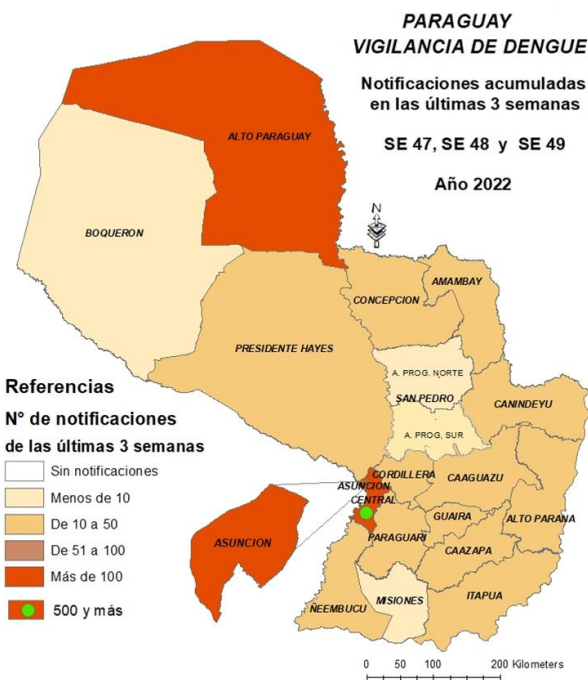 PARAGUAY
VIGILANCIA DE DENGUE
Notificaciones acumuladas
en las últimas 3 semanas
SE 47, SE 48 y SE 49
Año 2022
N
ALTO PARAGUAY
BOQUERON
CONCEPCION
AMAMBAY
PRESIDENTE HAYES
A. PROG. NORTE
SAN PEDRO
CANINDEYU
A. PROG, SUR
CORDILLERA
CAAGUAZU
ASUNCION
CENTRAL
GUAIRA
ALTO PARANA
PARAGUARI
CAAZAPA
ASUNCION
ÑEEMBUCU
MISIONES
ITAPUA
Referencias
N° de notificaciones
de las últimas 3 semanas
Sin notificaciones
Menos de 10
De 10 a 50
De 51 a 100
Más de 100
500 y más
0 50 100 200 Kilometers